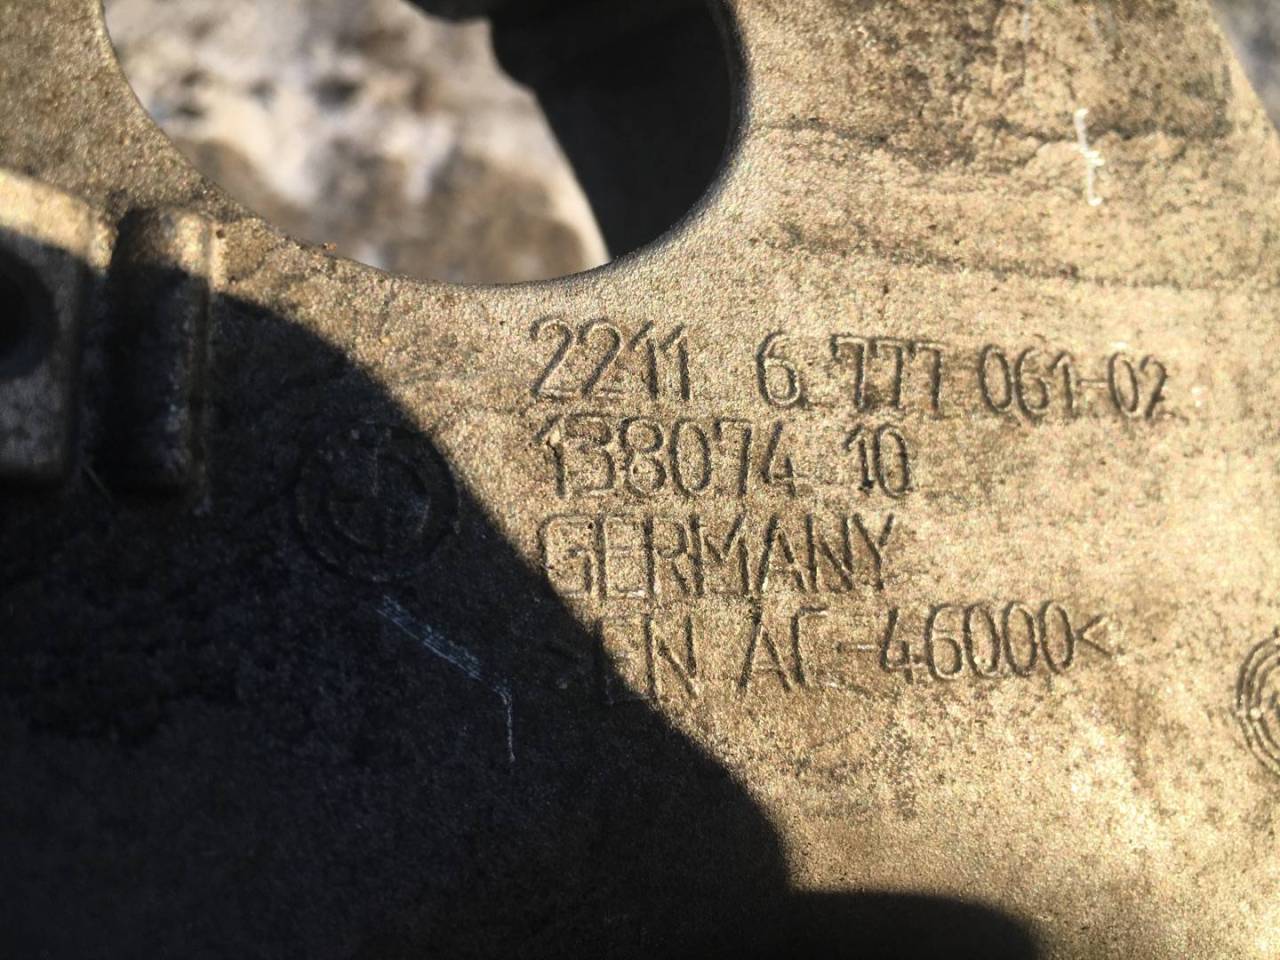 2211 6 777 061-02
138074 10
GERMANY
>EN AC-46000<